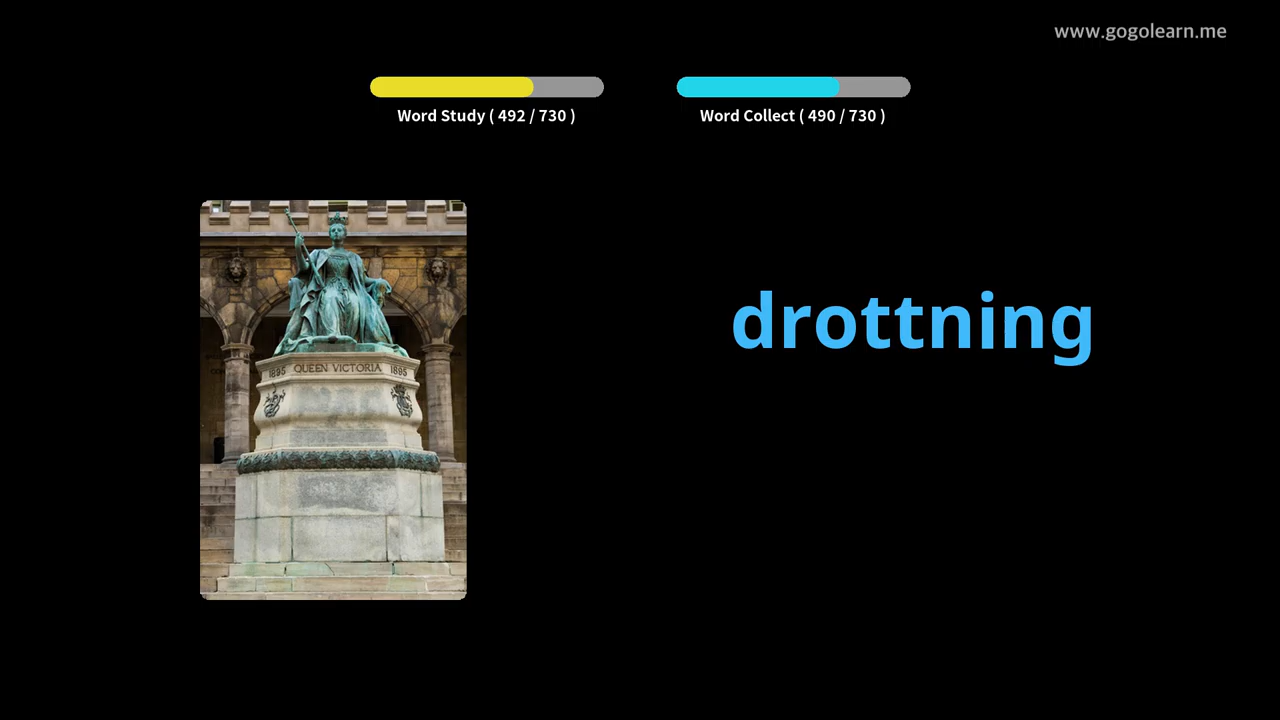 www.gogolearn.me
Word Study ( 492 / 730 )
Word Collect ( 490 / 730 )
drottning
1895 QUEEN VICTORIA 1895